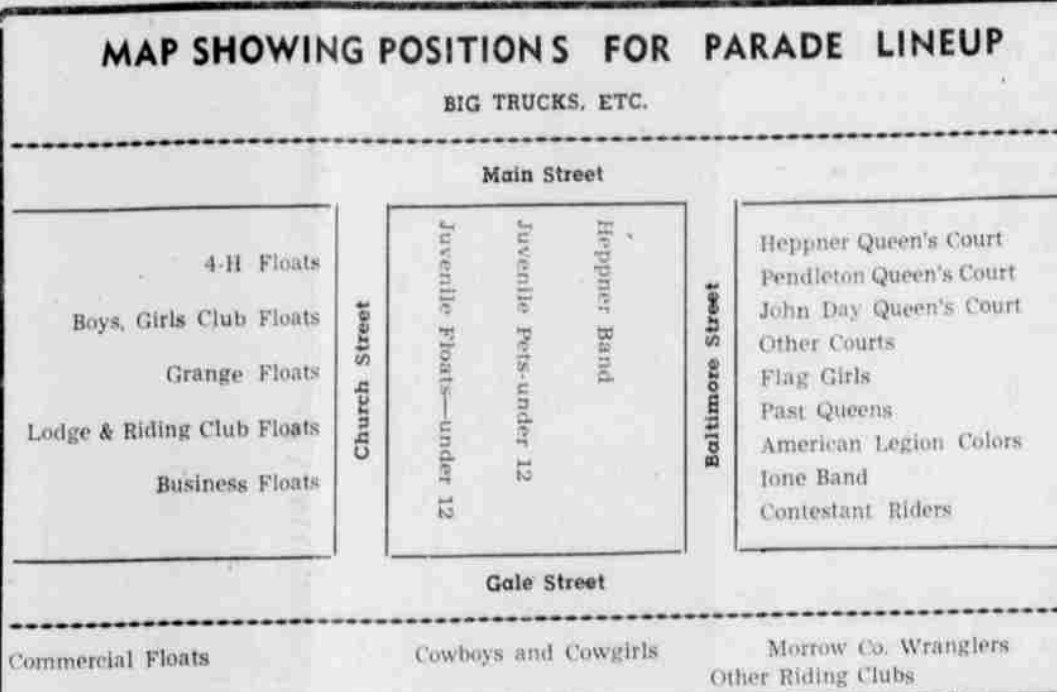 MAP SHOWING POSITIONS FOR PARADE LINEUP
BIG TRUCKS, ETC.
Main Street
4-H Floats
Boys, Girls Club Floats
Grange Floats
Lodge & Riding Club Floats
Business Floats
Church Street
Juvenile Floats—under 12
Juvenile Pets-under 12
Heppner Band
Baltimore Street
Heppner Queen's Court
Pendleton Queen's Court
John Day Queen's Court
Other Courts
Flag Girls
Past Queens
American Legion Colors
Ione Band
Contestant Riders
Gale Street
Commercial Floats
Cowboys and Cowgirls
Morrow Co. Wranglers
Other Riding Clubs